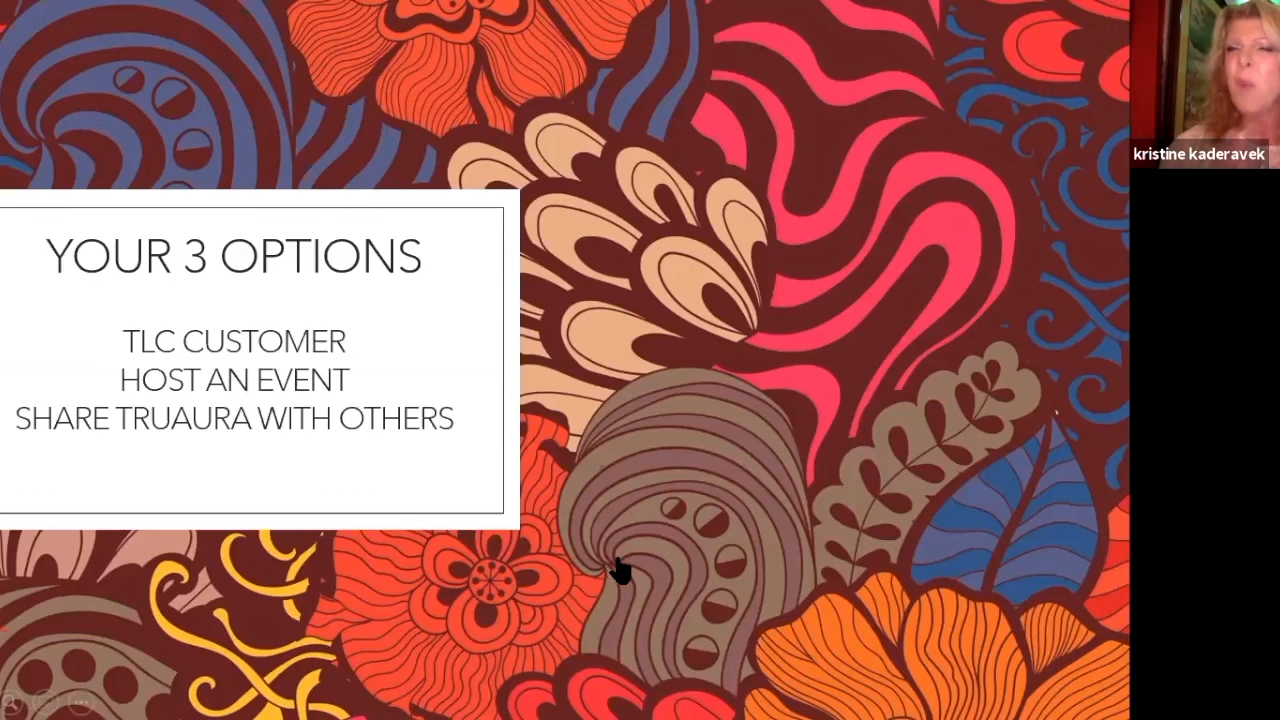 YOUR 3 OPTIONS
TLC CUSTOMER
HOST AN EVENT
SHARE TRUAURA WITH OTHERS
kristine kaderavek